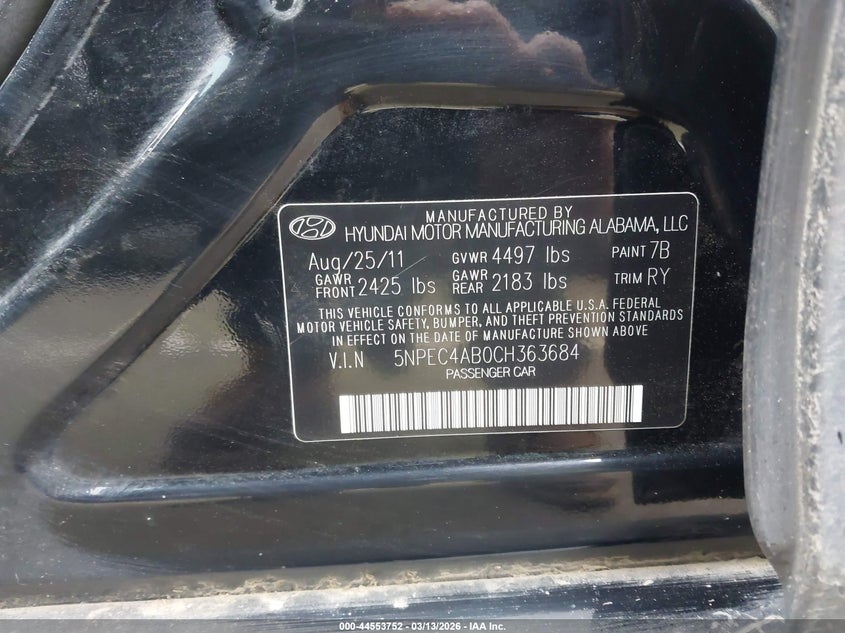 MANUFACTURED BY
HYUNDAI MOTOR MANUFACTURING ALABAMA, LLC
Aug/25/11 GVWR 4497 lbs PAINT 7B
GAWR FRONT 2425 lbs GAWR REAR 2183 lbs TRIM RY
THIS VEHICLE CONFORMS TO ALL APPLICABLE U.S.A. FEDERAL
MOTOR VEHICLE SAFETY, BUMPER, AND THEFT PREVENTION STANDARDS
IN EFFECT ON THE DATE OF MANUFACTURE SHOWN ABOVE
V.I.N 5NPEC4AB0CH363684
PASSENGER CAR
000-44553752 — 03/13/2026 — IAA Inc.